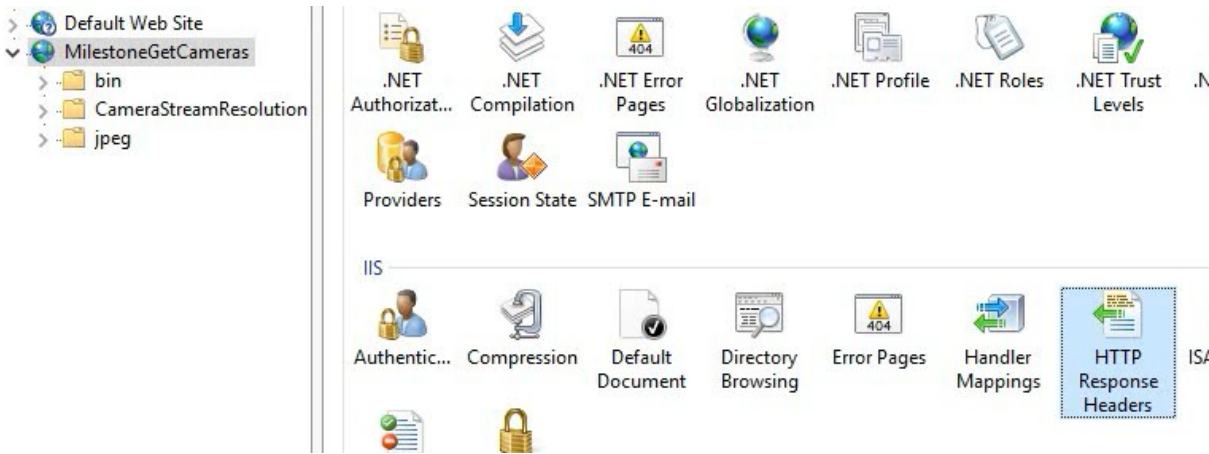 Default Web Site
MilestoneGetCameras
bin
CameraStreamResolution
jpeg
.NET Authorizat...
.NET Compilation
404
.NET Error Pages
.NET Globalization
.NET Profile
.NET Roles
.NET Trust Levels
Providers
Session State
SMTP E-mail
IIS
Authentic...
Compression
Default Document
Directory Browsing
404
Error Pages
Handler Mappings
HTTP Response Headers